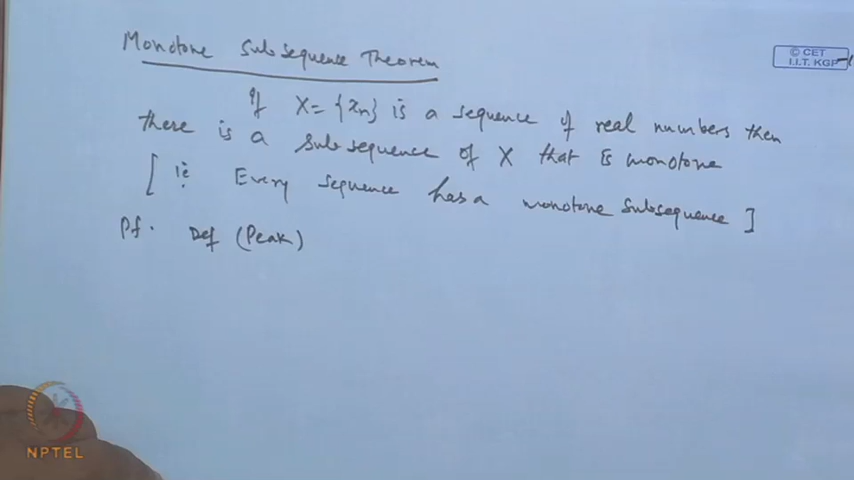 Monotone Subsequence Theorem
© CET
I.I.T. KGP
If X = {xn} is a sequence of real numbers then
there is a subsequence of X that is monotone
[ ie Every sequence has a monotone subsequence ]
Pf. Def (Peak)
NPTEL